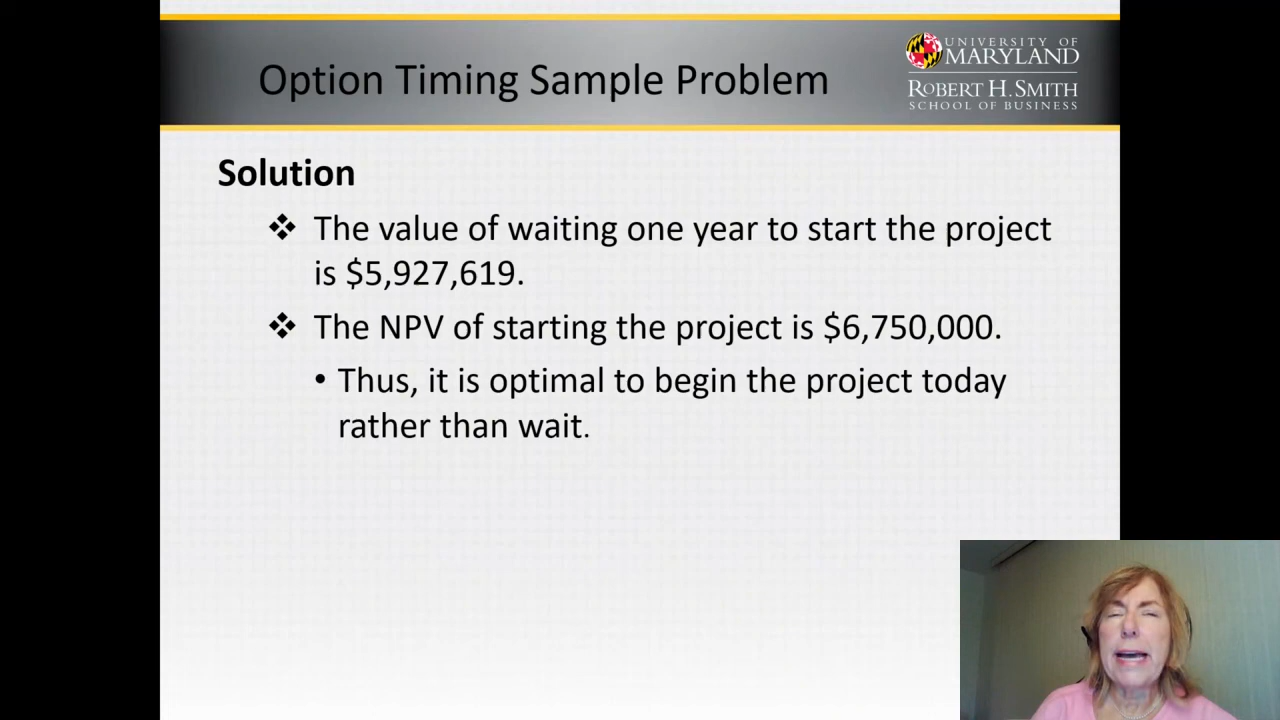 Option Timing Sample Problem
UNIVERSITY OF
MARYLAND
ROBERT H. SMITH
SCHOOL OF BUSINESS
Solution
❖ The value of waiting one year to start the project
is $5,927,619.
❖ The NPV of starting the project is $6,750,000.
• Thus, it is optimal to begin the project today
rather than wait.